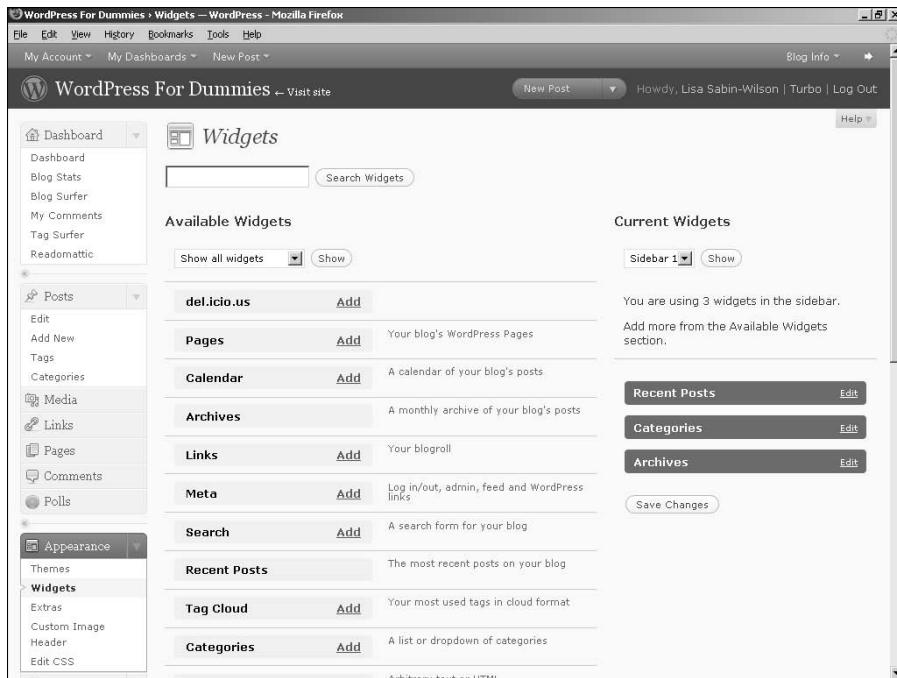 WordPress For Dummies › Widgets — WordPress - Mozilla Firefox
File Edit View History Bookmarks Tools Help
My Account My Dashboards New Post Blog Info
WordPress For Dummies ← Visit site New Post Howdy, Lisa Sabin-Wilson | Turbo | Log Out
Help
Dashboard
Dashboard
Blog Stats
Blog Surfer
My Comments
Tag Surfer
Readomattic
Posts
Edit
Add New
Tags
Categories
Media
Links
Pages
Comments
Polls
Appearance
Themes
Widgets
Extras
Custom Image
Header
Edit CSS
Widgets
Search Widgets
Available Widgets
Show all widgets Show
del.icio.us Add
Pages Add Your blog's WordPress Pages
Calendar Add A calendar of your blog's posts
Archives A monthly archive of your blog's posts
Links Add Your blogroll
Meta Add Log in/out, admin, feed and WordPress
links
Search Add A search form for your blog
Recent Posts The most recent posts on your blog
Tag Cloud Add Your most used tags in cloud format
Categories Add A list or dropdown of categories
Arbitrary text or HTML
Current Widgets
Sidebar 1 Show
You are using 3 widgets in the sidebar.
Add more from the Available Widgets
section.
Recent Posts Edit
Categories Edit
Archives Edit
Save Changes